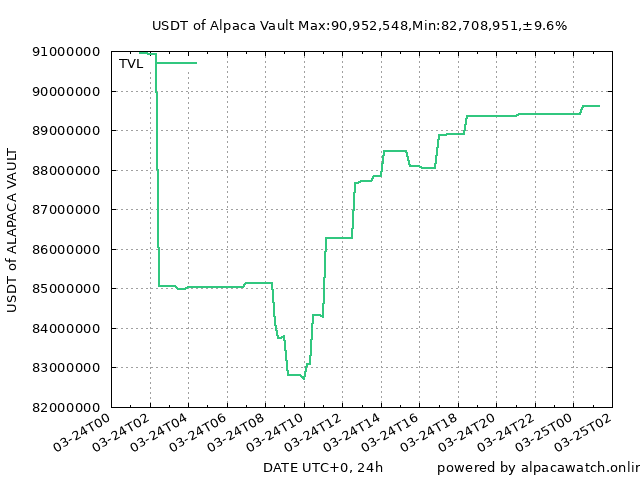 USDT of Alpaca Vault Max:90,952,548,Min:82,708,951,±9.6%
TVL
91000000
90000000
89000000
88000000
87000000
86000000
85000000
84000000
83000000
82000000
USDT of ALAPACA VAULT
03-24T00
03-24T02
03-24T04
03-24T06
03-24T08
03-24T10
03-24T12
03-24T14
03-24T16
03-24T18
03-24T20
03-24T22
03-25T00
03-25T02
DATE UTC+0, 24h
powered by alpacawatch.onlin